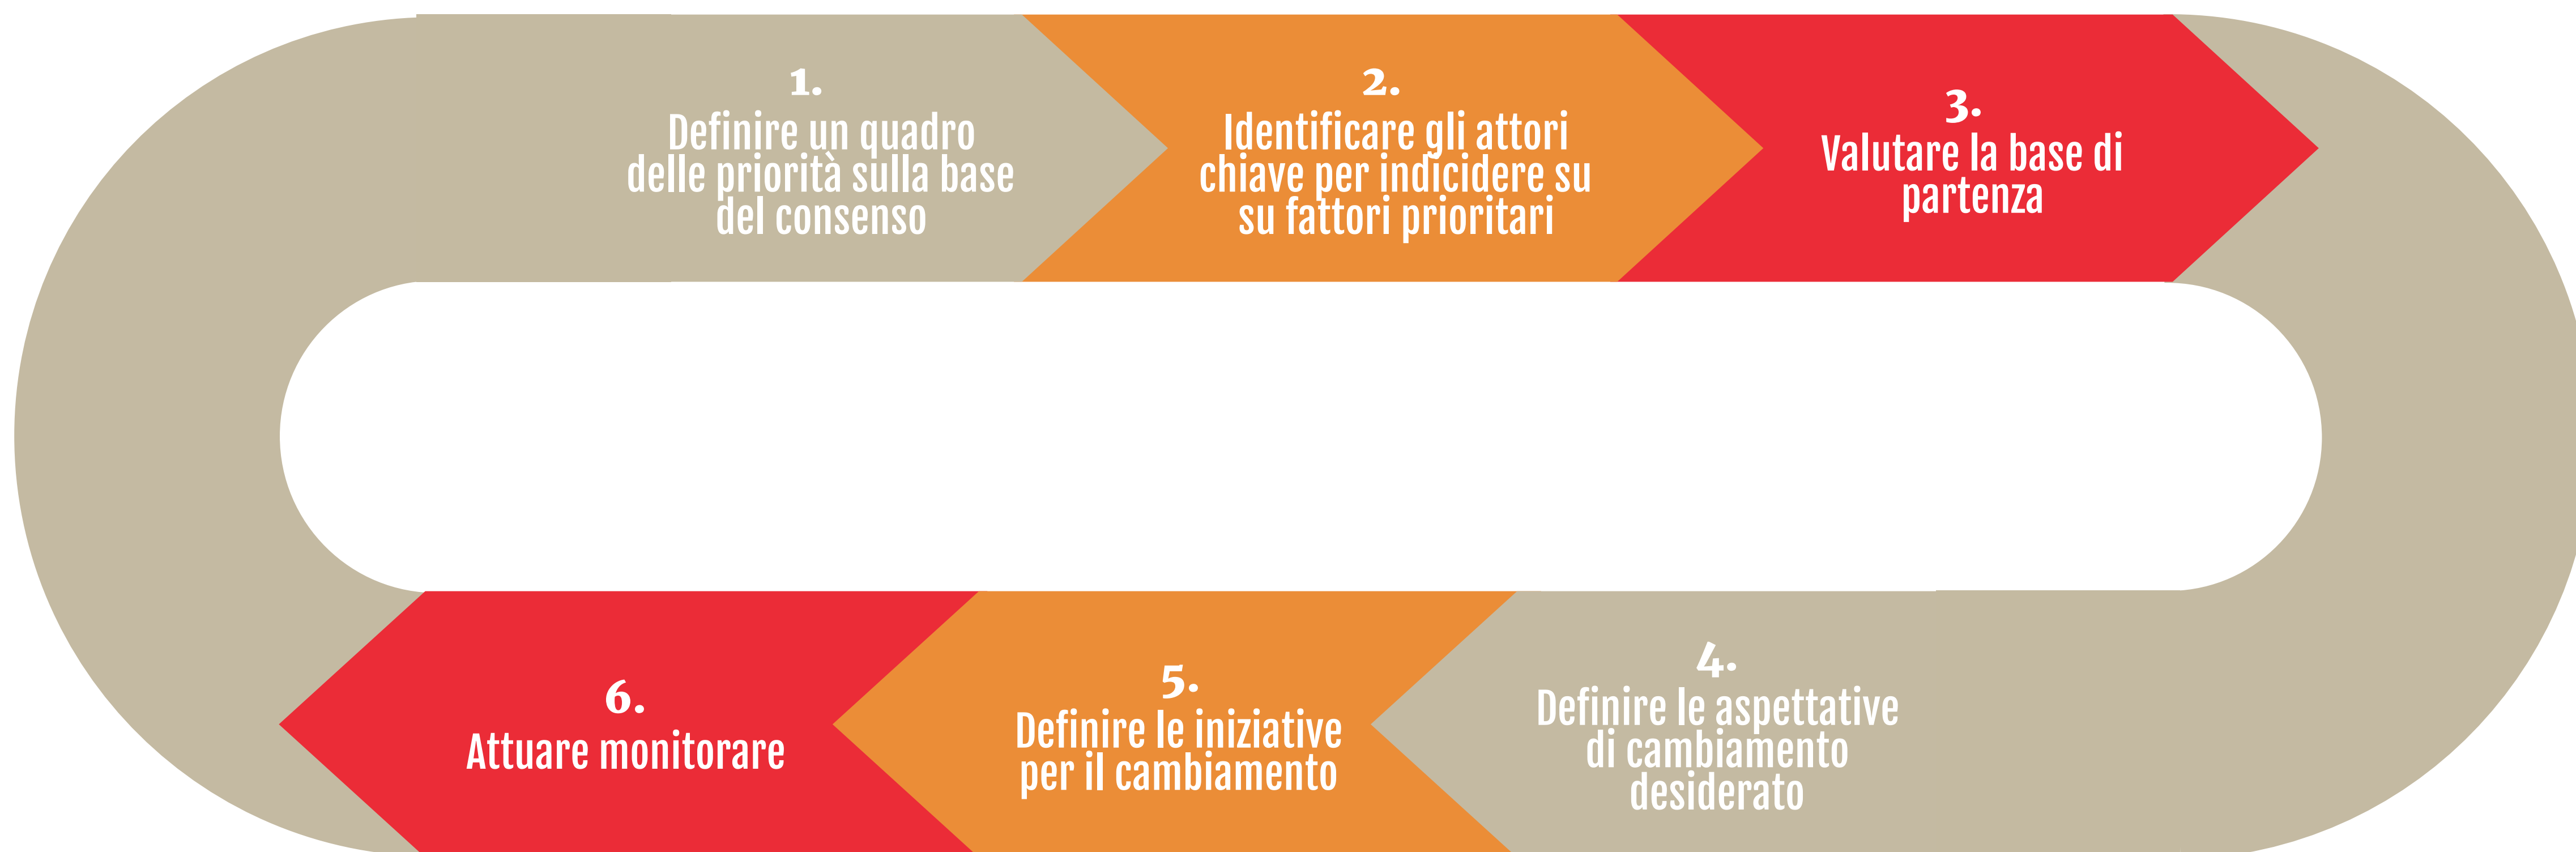 1.
Definire un quadro
delle priorità sulla base
del consenso
2.
Identificare gli attori
chiave per indicidere su
su fattori prioritari
3.
Valutare la base di
partenza
4.
Definire le aspettative
di cambiamento
desiderato
5.
Definire le iniziative
per il cambiamento
6.
Attuare monitorare